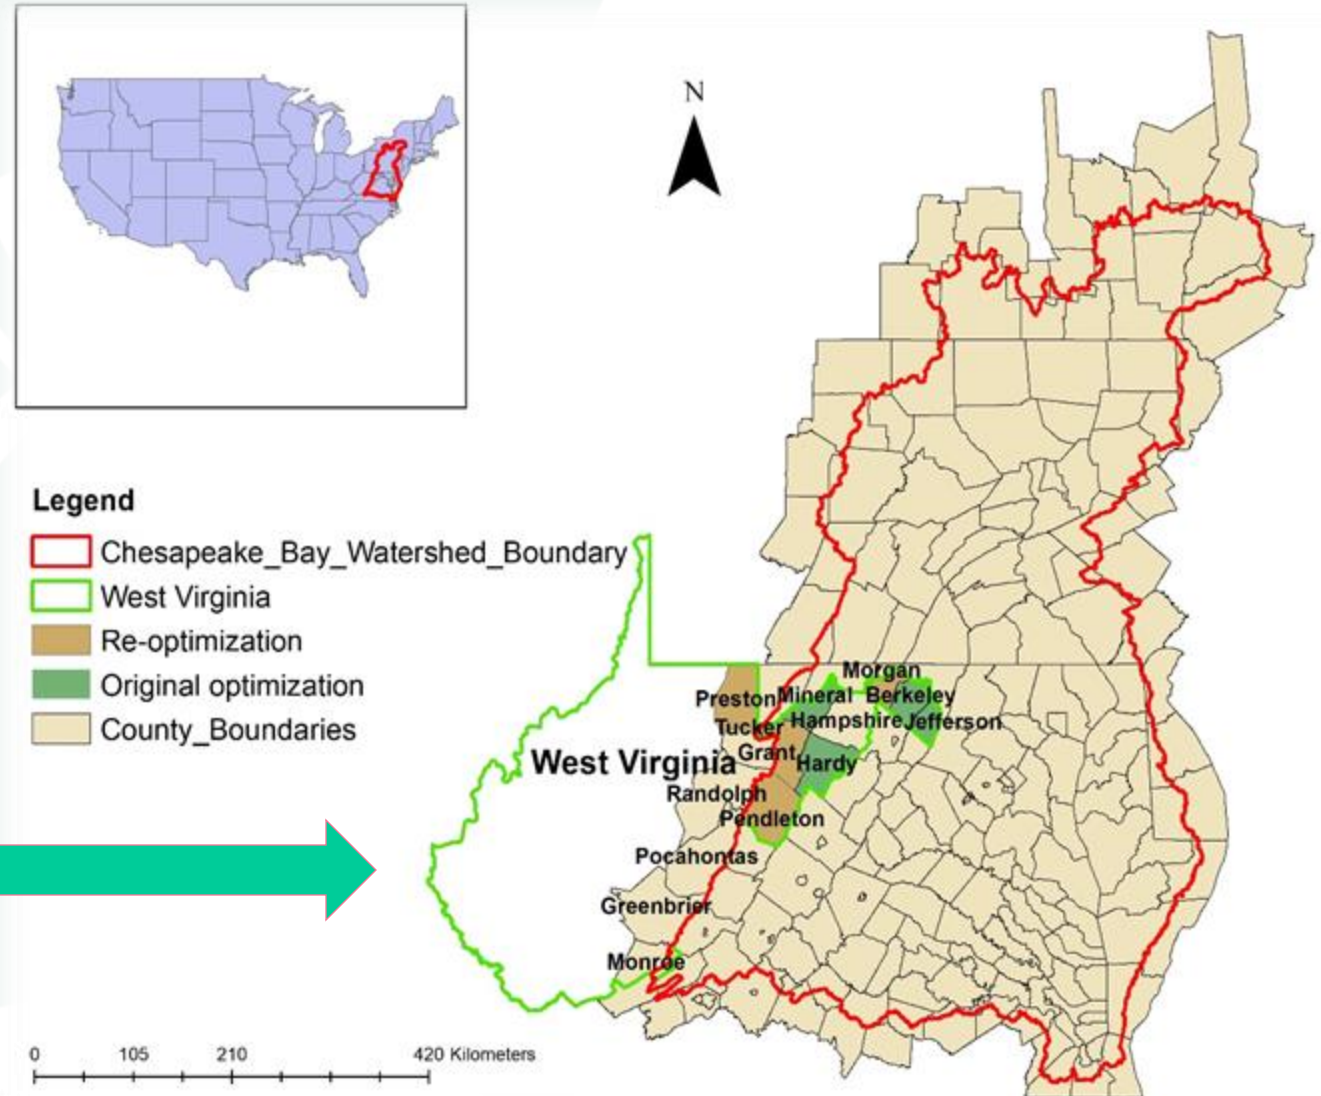 N
Legend
Chesapeake_Bay_Watershed_Boundary
West Virginia
Re-optimization
Original optimization
County_Boundaries
Morgan
Preston Mineral Berkeley
Tucker Hampshire Jefferson
Grant
West Virginia Hardy
Randolph
Pendleton
Pocahontas
Greenbrier
Monroe
0 105 210 420 Kilometers